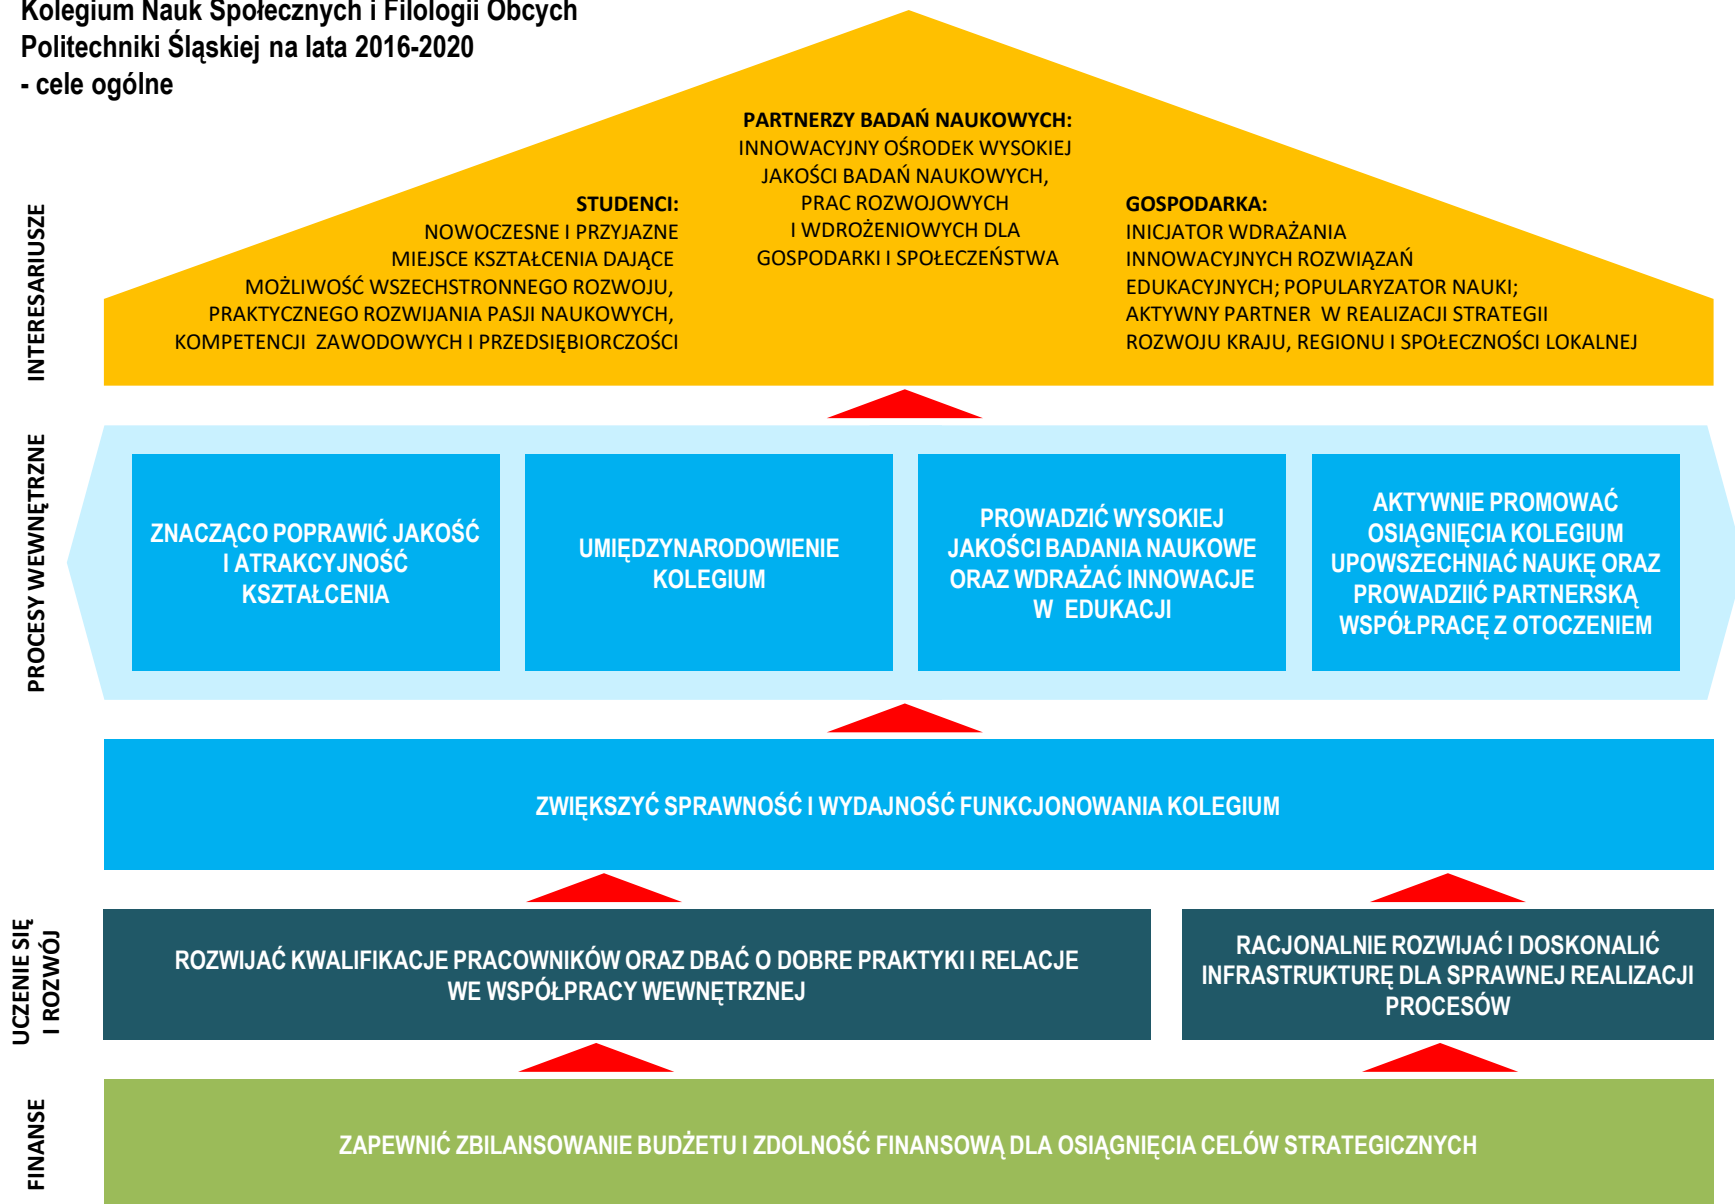 Kolegium Nauk Społecznych i Filologii Obcych
Politechniki Śląskiej na lata 2016-2020
- cele ogólne
INTERESARIUSZE
PARTNERZY BADAŃ NAUKOWYCH:
INNOWACYJNY OŚRODEK WYSOKIEJ
JAKOŚCI BADAŃ NAUKOWYCH,
PRAC ROZWOJOWYCH
I WDROŻENIOWYCH DLA
GOSPODARKI I SPOŁECZEŃSTWA
STUDENCI:
NOWOCZESNE I PRZYJAZNE
MIEJSCE KSZTAŁCENIA DAJĄCE
MOŻLIWOŚĆ WSZECHSTRONNEGO ROZWOJU,
PRAKTYCZNEGO ROZWIJANIA PASJI NAUKOWYCH,
KOMPETENCJI ZAWODOWYCH I PRZEDSIĘBIORCZOŚCI
GOSPODARKA:
INICJATOR WDRAŻANIA
INNOWACYJNYCH ROZWIĄZAŃ
EDUKACYJNYCH; POPULARYZATOR NAUKI;
AKTYWNY PARTNER W REALIZACJI STRATEGII
ROZWOJU KRAJU, REGIONU I SPOŁECZNOŚCI LOKALNEJ
PROCESY WEWNĘTRZNE
ZNACZĄCO POPRAWIĆ JAKOŚĆ
I ATRAKCYJNOŚĆ
KSZTAŁCENIA
UMIĘDZYNARODOWIENIE
KOLEGIUM
PROWADZIĆ WYSOKIEJ
JAKOŚCI BADANIA NAUKOWE
ORAZ WDRAŻAĆ INNOWACJE
W EDUKACJI
AKTYWNIE PROMOWAĆ
OSIĄGNIĘCIA KOLEGIUM
UPOWSZECHNIAĆ NAUKĘ ORAZ
PROWADZIIĆ PARTNERSKĄ
WSPÓŁPRACĘ Z OTOCZENIEM
ZWIĘKSZYĆ SPRAWNOŚĆ I WYDAJNOŚĆ FUNKCJONOWANIA KOLEGIUM
UCZENIE SIĘ
I ROZWÓJ
ROZWIJAĆ KWALIFIKACJE PRACOWNIKÓW ORAZ DBAĆ O DOBRE PRAKTYKI I RELACJE
WE WSPÓŁPRACY WEWNĘTRZNEJ
RACJONALNIE ROZWIJAĆ I DOSKONALIĆ
INFRASTRUKTURĘ DLA SPRAWNEJ REALIZACJI
PROCESÓW
FINANSE
ZAPEWNIĆ ZBILANSOWANIE BUDŻETU I ZDOLNOŚĆ FINANSOWĄ DLA OSIĄGNIĘCIA CELÓW STRATEGICZNYCH